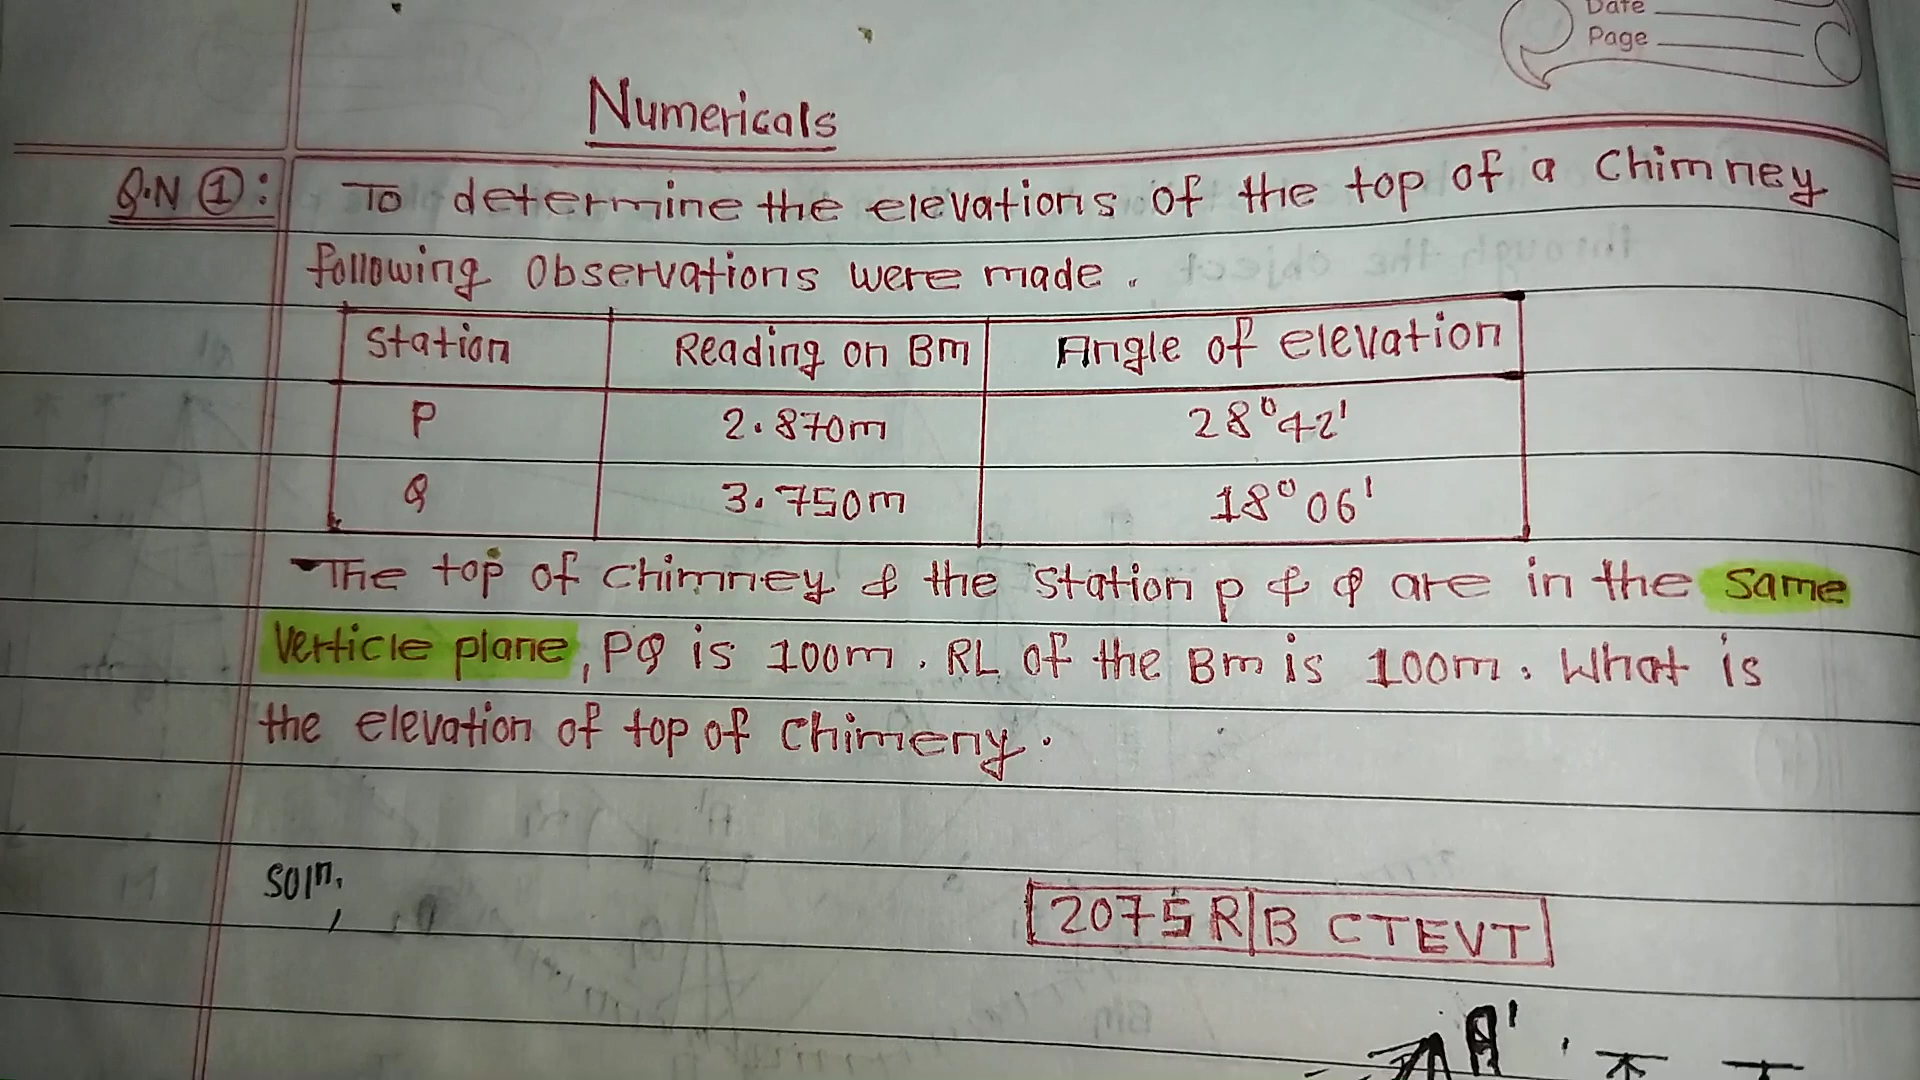 Date
Page
Numericals
Q.N ①: To determine the elevations of the top of a Chimney
following observations were made.
Station Reading on Bm Angle of elevation
P 2.870m 28°42'
Q 3.750m 18°06'
The top of chimney & the station p & q are in the same
verticle plane, PQ is 100m. RL of the Bm is 100m. What is
the elevation of top of chimeny.
Soln,
2075 R/B CTEVT
A'